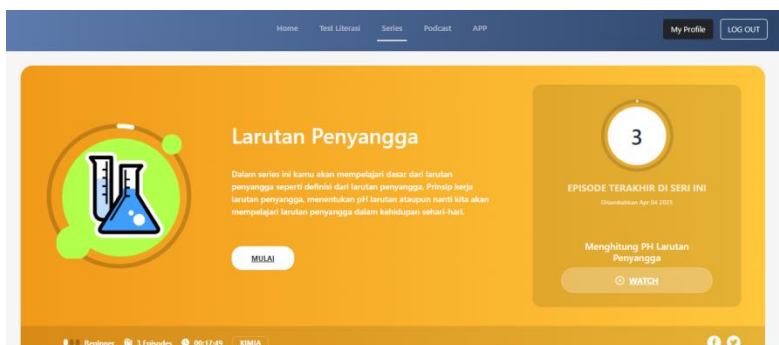 Home Test Literasi Series Podcast APP My Profile LOG OUT
Larutan Penyangga
Dalam series ini kamu akan mempelajari dasar dari larutan
penyangga seperti definisi dari larutan penyangga, Prinsip kerja
larutan penyangga, menentukan pH larutan ataupun nanti kita akan
mempelajari larutan penyangga dalam kehidupan sehari-hari.
MULAI
3
EPISODE TERAKHIR DI SERI INI
Ditambahkan Apr 04 2023
Menghitung PH Larutan
Penyangga
WATCH
Beginner 3 Episodes 00:17:49 KIMIA